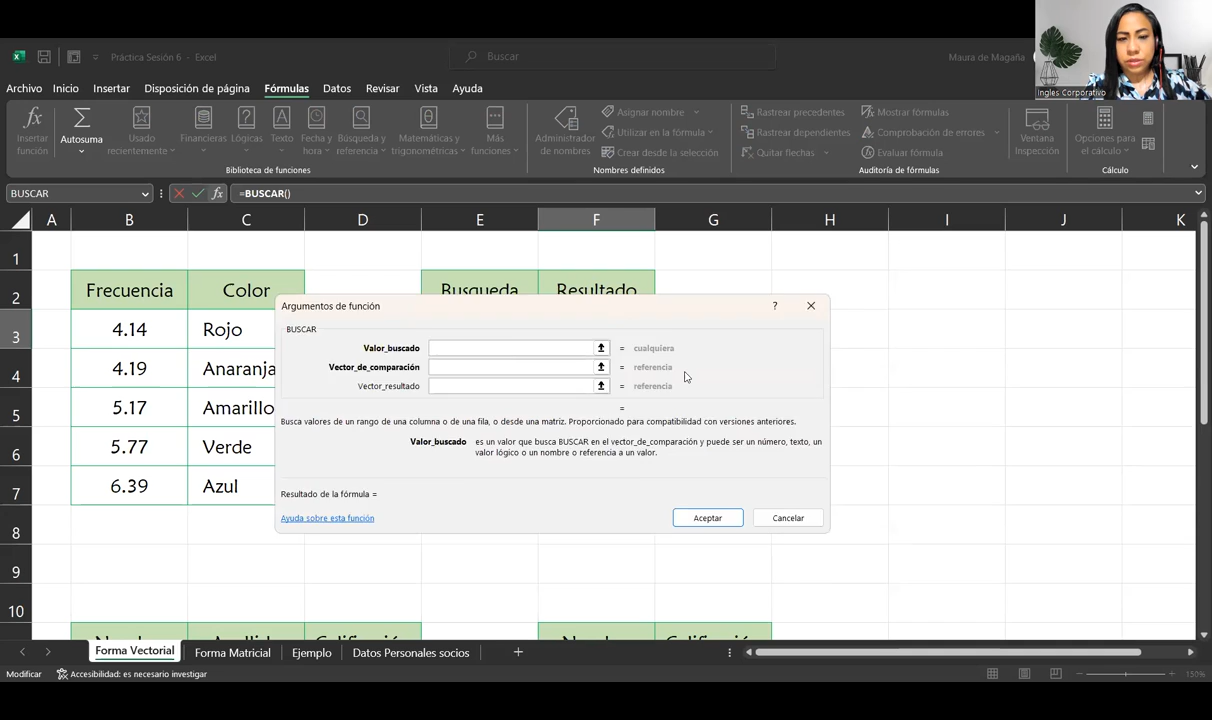 Práctica Sesión 6 - Excel
Buscar
Maura de Magaña
Ingles Corporativo
Archivo Inicio Insertar Disposición de página Fórmulas Datos Revisar Vista Ayuda
Insertar función
Autosuma
Usado recientemente
Financieras
Lógicas
Texto
Fecha y hora
Búsqueda y referencia
Matemáticas y trigonométricas
Más funciones
Biblioteca de funciones
Administrador de nombres
Asignar nombre
Utilizar en la fórmula
Crear desde la selección
Nombres definidos
Rastrear precedentes
Rastrear dependientes
Quitar flechas
Mostrar fórmulas
Comprobación de errores
Evaluar fórmula
Auditoría de fórmulas
Ventana Inspección
Opciones para el cálculo
Cálculo
BUSCAR fx =BUSCAR()
A B C D E F G H I J K
1
2 Frecuencia Color Busqueda Resultado
3 4.14 Rojo
4 4.19 Anaranja
5 5.17 Amarillo
6 5.77 Verde
7 6.39 Azul
8
9
10
Argumentos de función ?
BUSCAR
Valor_buscado = cualquiera
Vector_de_comparación = referencia
Vector_resultado = referencia
=
Busca valores de un rango de una columna o de una fila, o desde una matriz. Proporcionado para compatibilidad con versiones anteriores.
Valor_buscado es un valor que busca BUSCAR en el vector_de_comparación y puede ser un número, texto, un
valor lógico o un nombre o referencia a un valor.
Resultado de la fórmula =
Ayuda sobre esta función
Aceptar Cancelar
Forma Vectorial Forma Matricial Ejemplo Datos Personales socios
Modificar Accesibilidad: es necesario investigar 150%